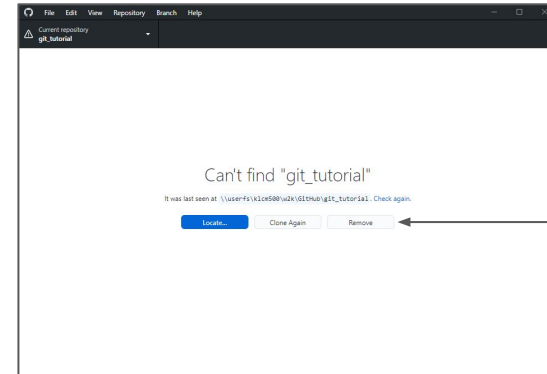 File Edit View Repository Branch Help
Current repository
git_tutorial
Can't find "git_tutorial"
It was last seen at \\userfs\klcm500\w2k\GitHub\git_tutorial. Check again.
Locate... Clone Again Remove